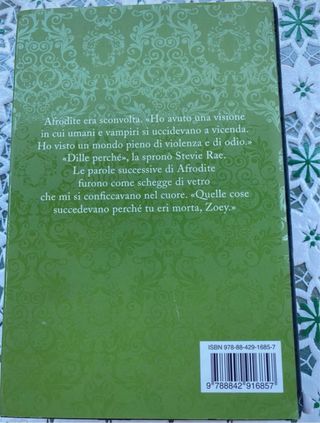 Afrodite era sconvolta. «Ho avuto una visione
in cui umani e vampiri si uccidevano a vicenda.
Ho visto un mondo pieno di violenza e di odio.»
«Dille perché», la spronò Stevie Rae.
Le parole successive di Afrodite
furono come schegge di vetro
che mi si conficcavano nel cuore. «Quelle cose
succedevano perché tu eri morta, Zoey.»
ISBN 978-88-429-1685-7
9 788842 916857